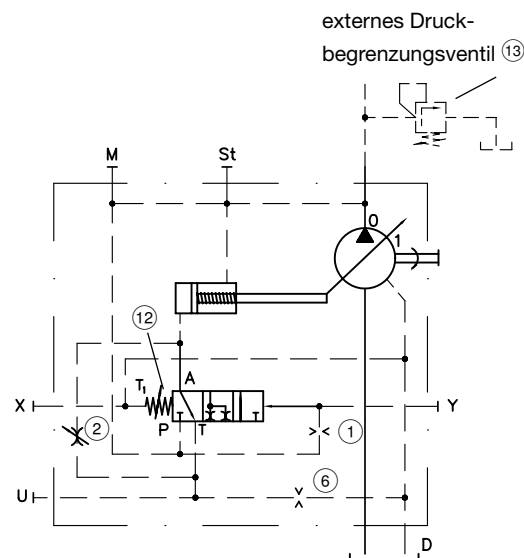 externes Druck-
begrenzungsventil 13
M
St
0
1
12
A
T1
X
P
T
Y
2
1
U
6
D